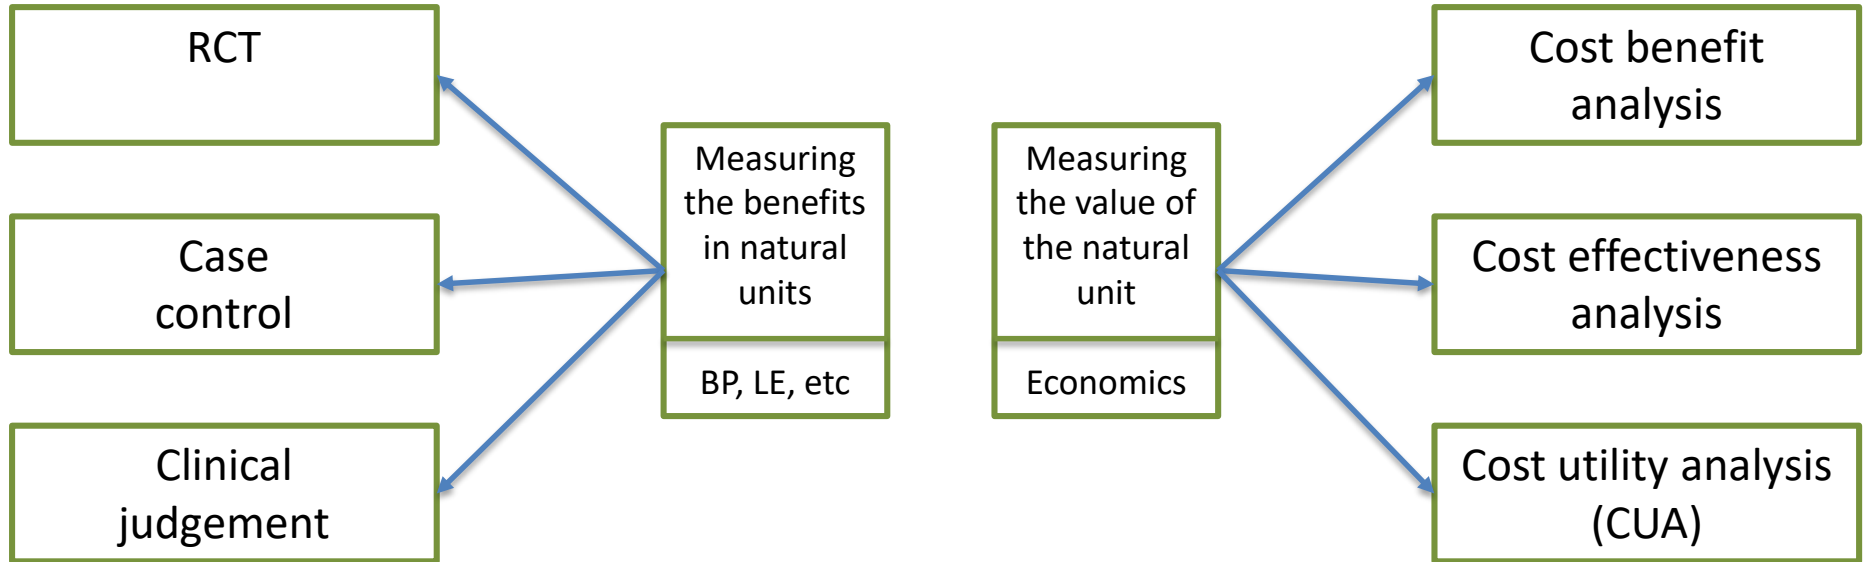 RCT
Case
control
Clinical
judgement
Measuring
the benefits
in natural
units
BP, LE, etc
Measuring
the value of
the natural
unit
Economics
Cost benefit
analysis
Cost effectiveness
analysis
Cost utility analysis
(CUA)